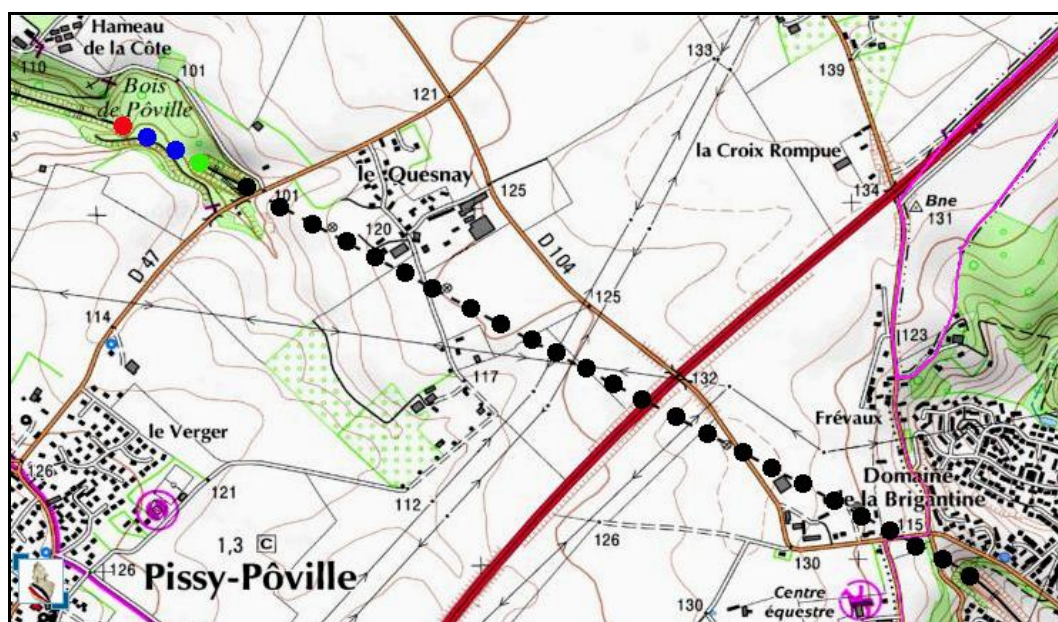 Hameau
de la Côte
110
101
Bois
de Pôville
s
133
139
121
le Quesnay
la Croix Rompue
125
134
Bne
131
101
120
D 47
D 104
125
114
123
132
117
Frévaux
le Verger
126
121
112
Domaine
de la Brigantine
115
126
1,3 C
126
130
Pissy-Pôville
Centre
équestre
130